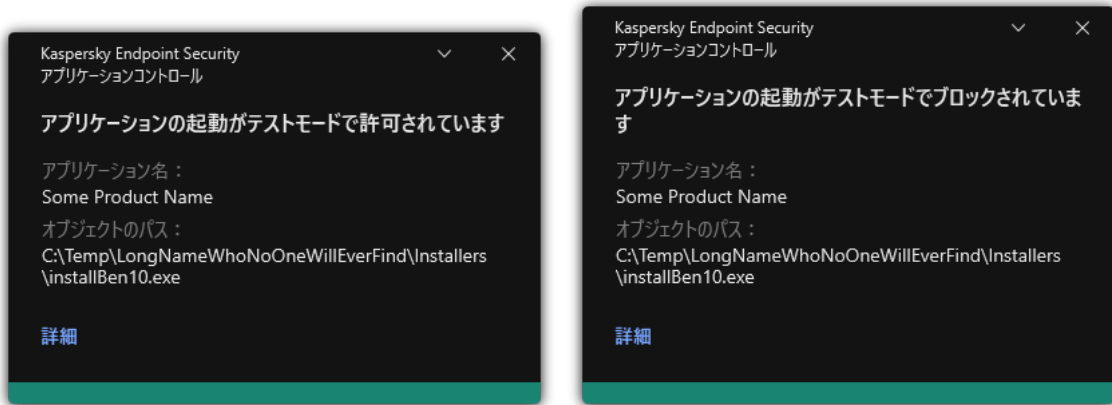 Kaspersky Endpoint Security
アプリケーションコントロール
アプリケーションの起動がテストモードで許可されています
アプリケーション名：
Some Product Name
オブジェクトのパス：
C:\Temp\LongNameWhoNoOneWillEverFind\Installers
\installBen10.exe
詳細
Kaspersky Endpoint Security
アプリケーションコントロール
アプリケーションの起動がテストモードでブロックされていま
す
アプリケーション名：
Some Product Name
オブジェクトのパス：
C:\Temp\LongNameWhoNoOneWillEverFind\Installers
\installBen10.exe
詳細